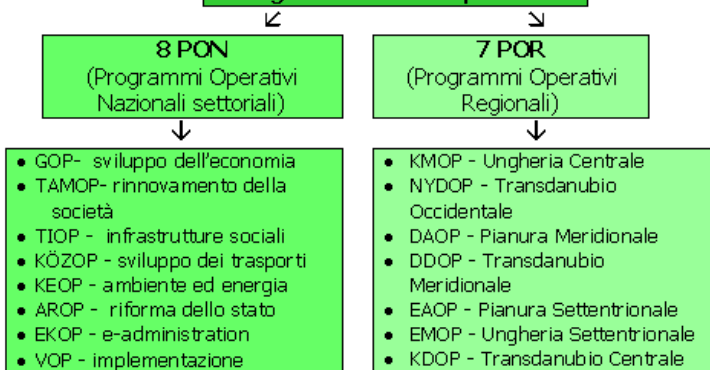 8 PON
(Programmi Operativi
Nazionali settoriali)
7 POR
(Programmi Operativi
Regionali)
• GOP- sviluppo dell'economia
• TAMOP- rinnovamento della
società
• TIOP - infrastrutture sociali
• KÖZOP - sviluppo dei trasporti
• KEOP - ambiente ed energia
• AROP - riforma dello stato
• EKOP - e-administration
• VOP - implementazione
• KMOP - Ungheria Centrale
• NYDOP - Transdanubio
Occidentale
• DAOP - Pianura Meridionale
• DDOP - Transdanubio
Meridionale
• EAOP - Pianura Settentrionale
• EMOP - Ungheria Settentrionale
• KDOP - Transdanubio Centrale